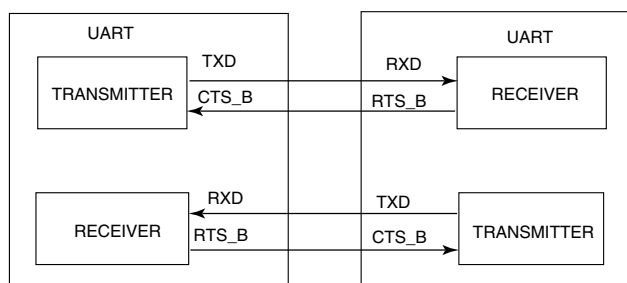 UART
UART
TXD
RXD
TRANSMITTER
CTS_B
RTS_B
RECEIVER
RXD
TXD
RECEIVER
RTS_B
CTS_B
TRANSMITTER